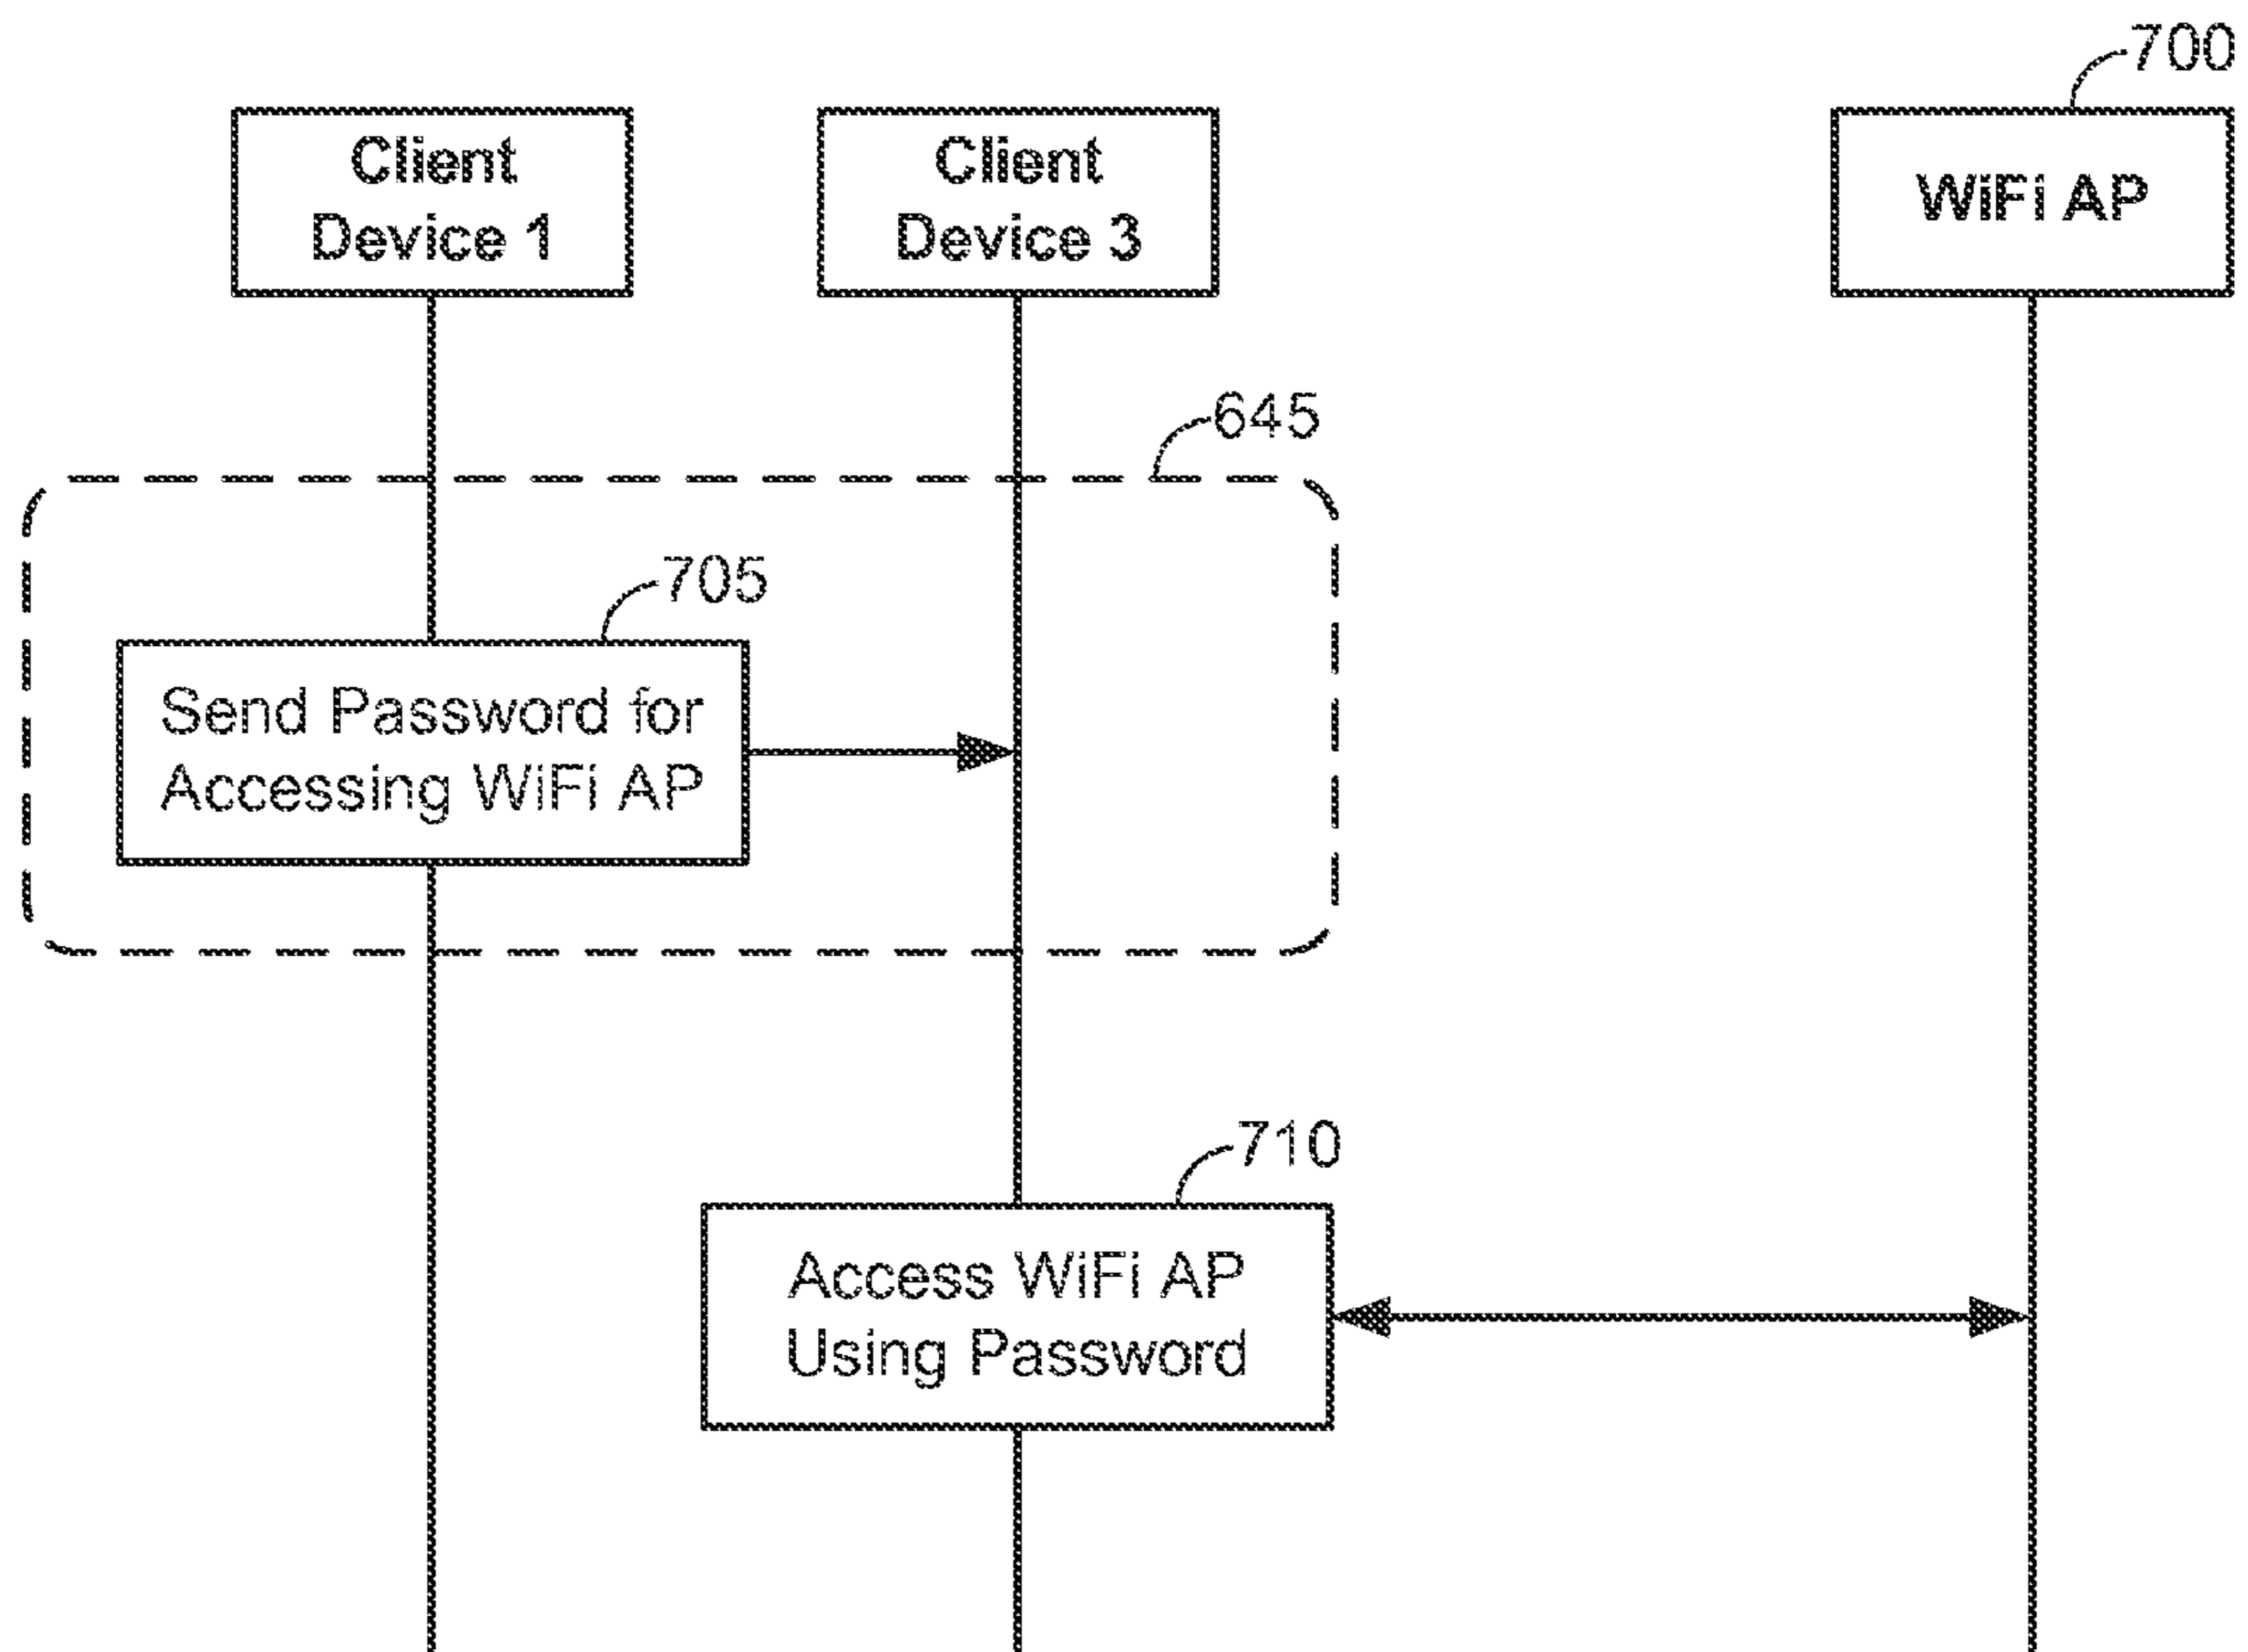 700
Client
Device 1
Client
Device 3
WiFi AP
645
705
Send Password for
Accessing WiFi AP
710
Access WiFi AP
Using Password